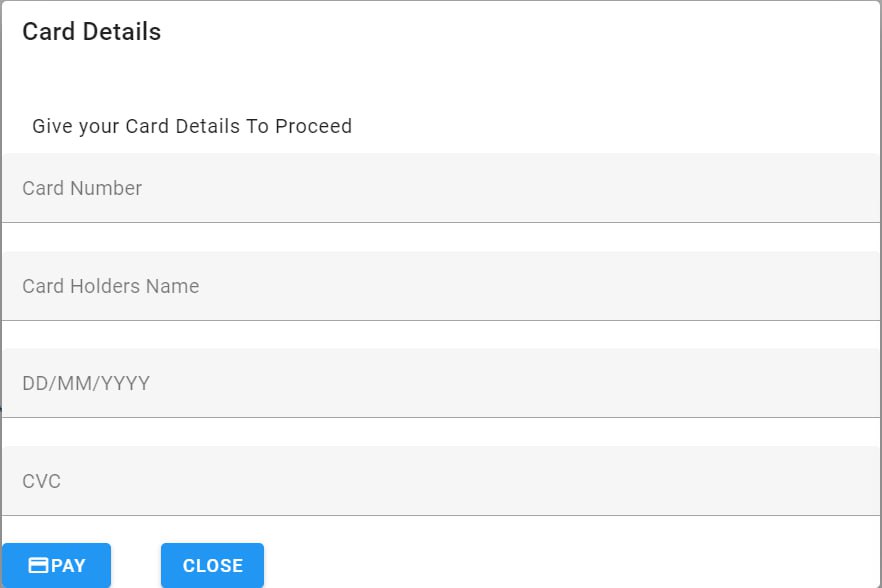 Card Details
Give your Card Details To Proceed
Card Number
Card Holders Name
DD/MM/YYYY
CVC
PAY CLOSE